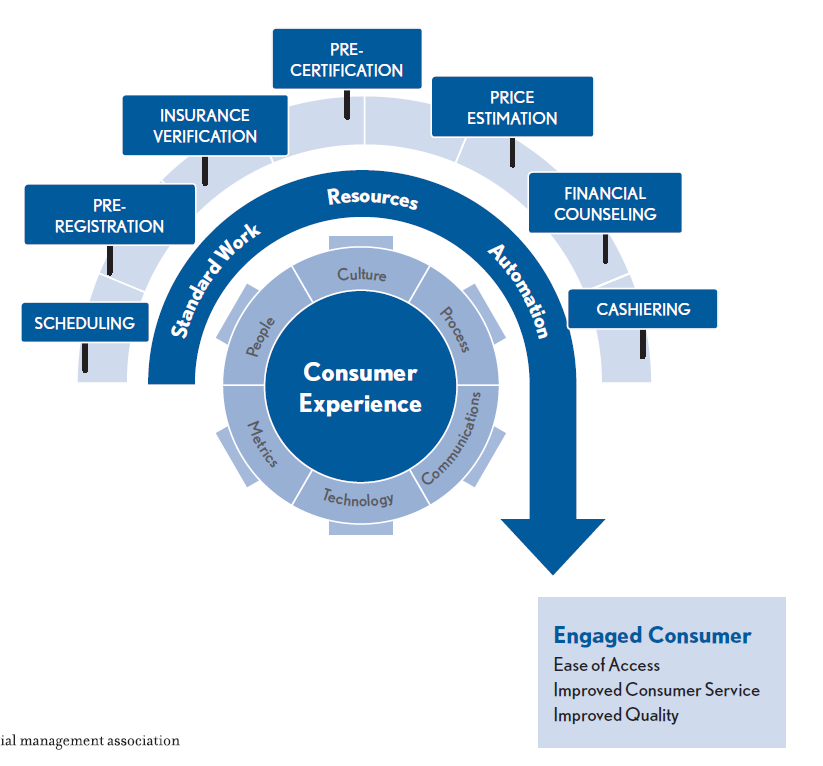 PRE-
CERTIFICATION
PRICE
ESTIMATION
INSURANCE
VERIFICATION
FINANCIAL
COUNSELING
PRE-
REGISTRATION
CASHIERING
SCHEDULING
Standard Work
Resources
Automation
Culture
People
Process
Consumer
Experience
Metrics
Communications
Technology
Engaged Consumer
Ease of Access
Improved Consumer Service
Improved Quality
ial management association